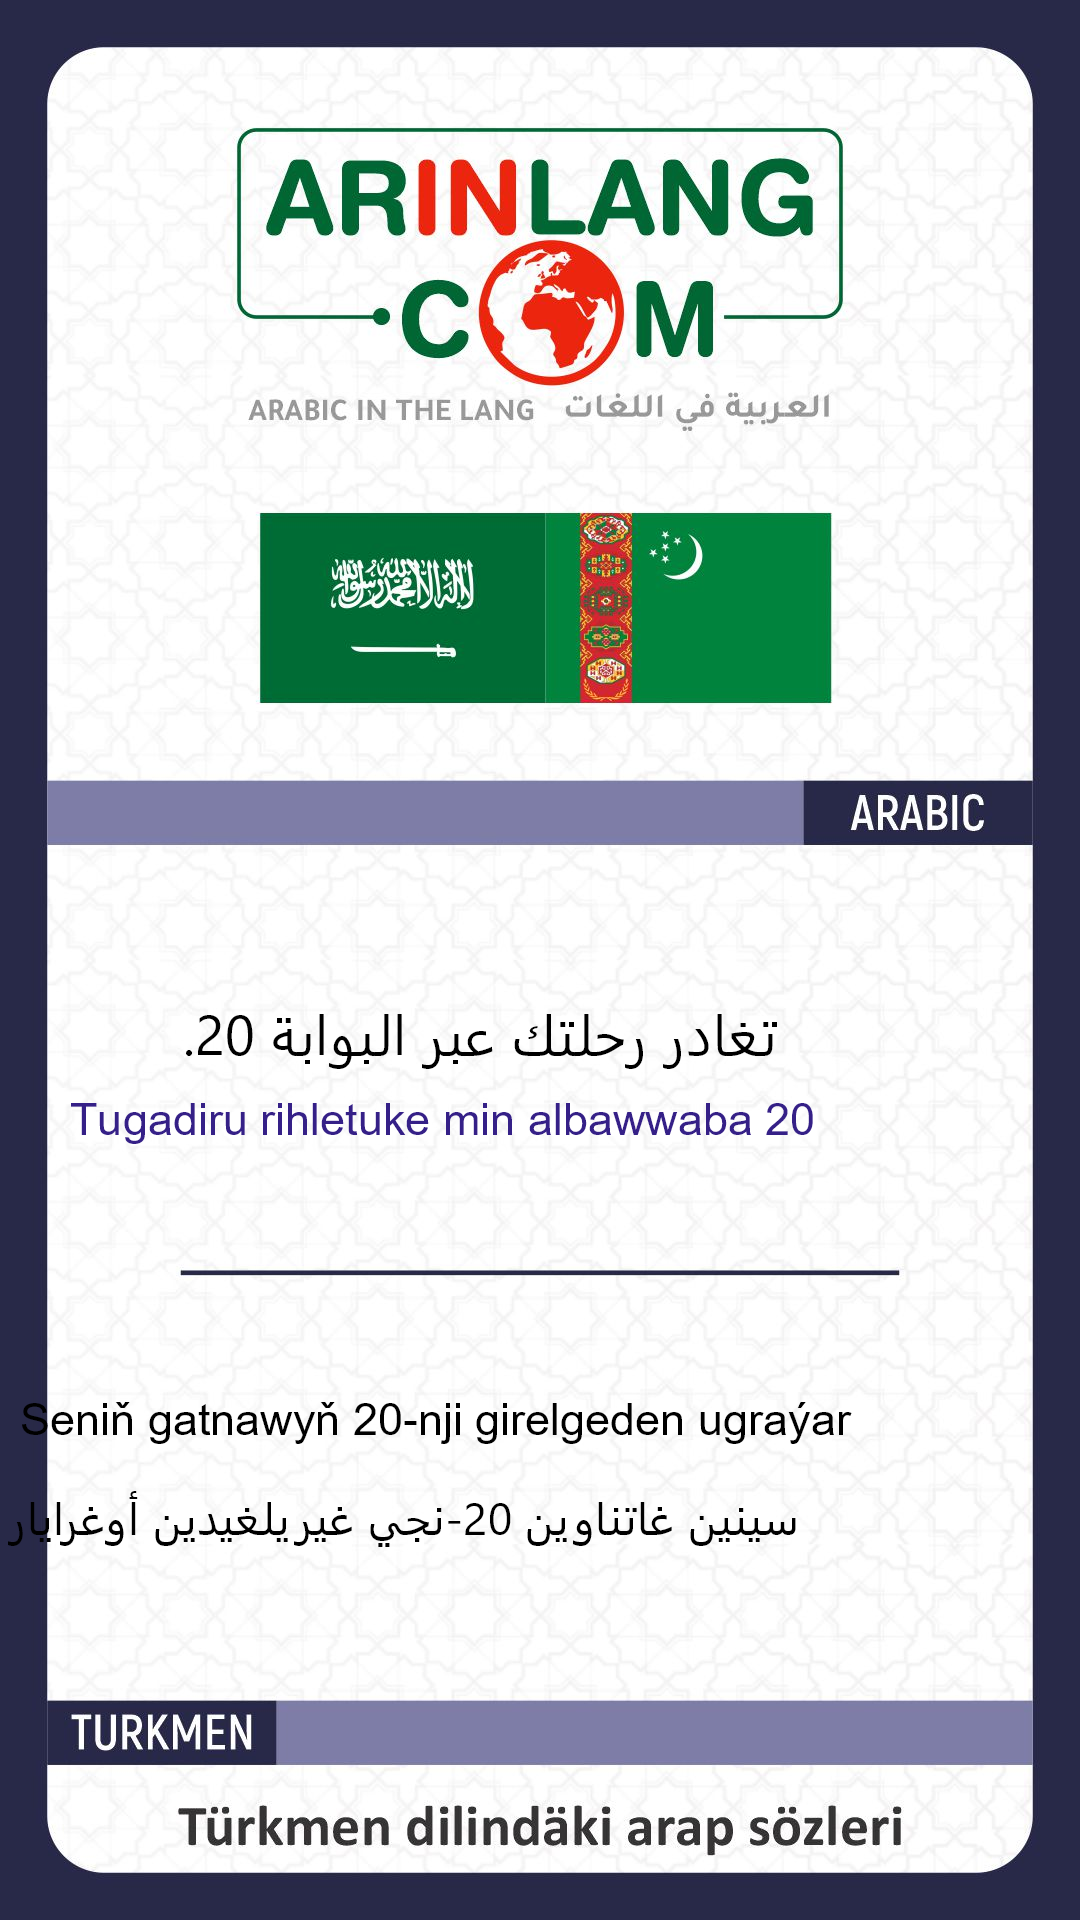 ARINLANG
.COM
ARABIC IN THE LANG العربية في اللغات
لا إله إلا الله محمد رسول الله
ARABIC
تغادر رحلتك عبر البوابة 20.
Tugadiru rihletuke min albawwaba 20
Seniň gatnawyň 20-nji girelgeden ugraýar
سينين غاتناوين 20-نجي غيريلغيدين أوغرايار
TURKMEN
Türkmen dilindäki arap sözleri